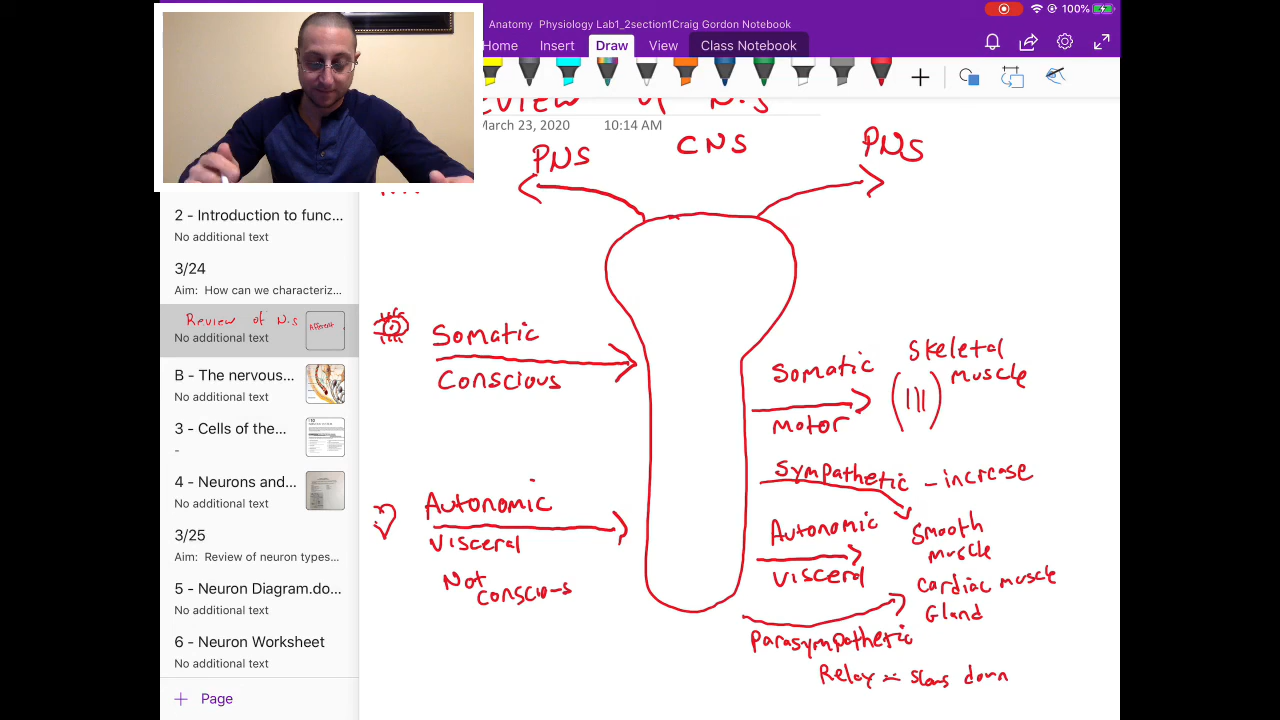 Anatomy Physiology Lab1_2section1Craig Gordon Notebook
100%
Home Insert Draw View Class Notebook
March 23, 2020 10:14 AM
PNS
CNS
PNS
2 - Introduction to func...
No additional text
3/24
Aim: How can we characteriz...
Review of N.s
Afferent
No additional text
B - The nervous...
No additional text
3 - Cells of the...
-
4 - Neurons and...
No additional text
3/25
Aim: Review of neuron types...
5 - Neuron Diagram.do...
No additional text
6 - Neuron Worksheet
No additional text
+ Page
Somatic
Conscious
Autonomic
Visceral
Not
conscious
Somatic
Motor
Skeletal
muscle
Sympathetic - increase
Smooth
muscle
Autonomic
Visceral
Cardiac muscle
Gland
Parasympathetic
slows down